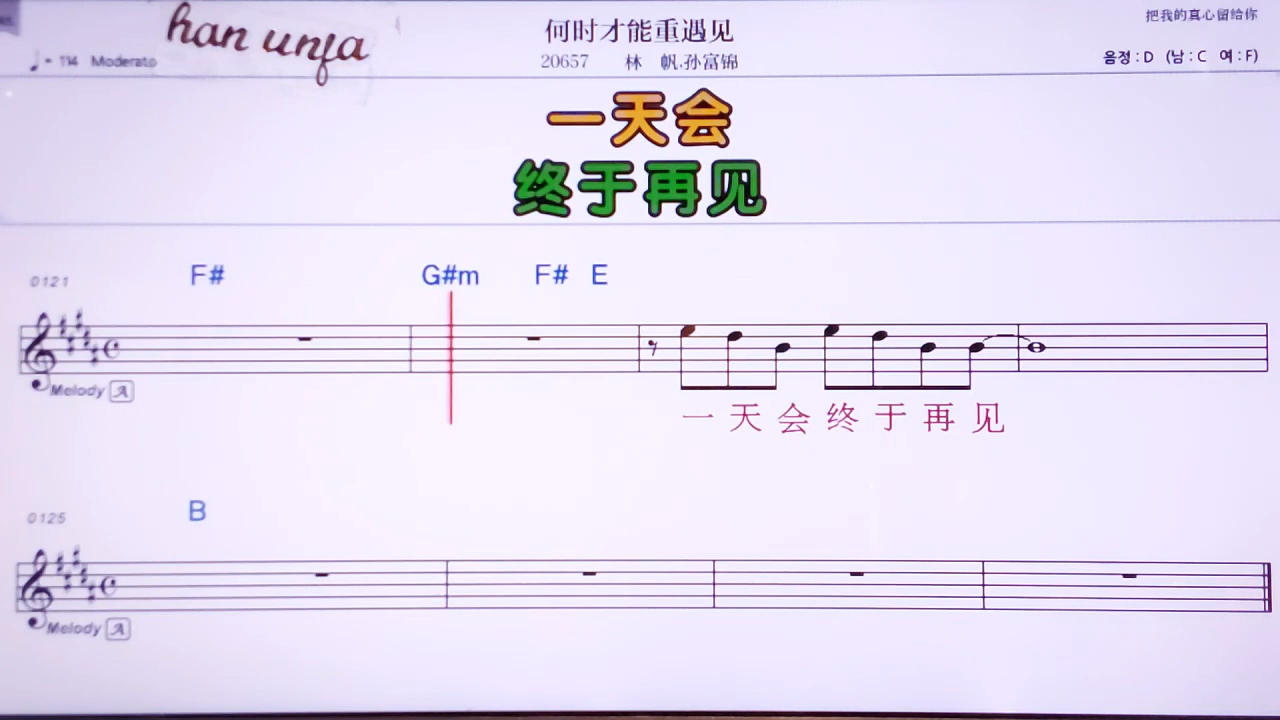 han unja
何时才能重遇见
把我的真心留给你
♩= 114 Moderato
20657 林 帆.孙富锦
음정 : D (남 : C 여 : F)
一天会
终于再见
0121 F# G#m F# E
Melody A
一 天 会 终 于 再 见
0125 B
Melody A